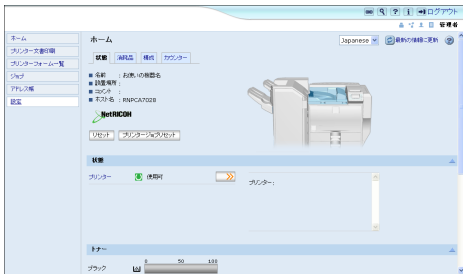 ログアウト
管理者
ホーム
プリンター文書印刷
プリンターフォーム一覧
ジョブ
アドレス帳
設定
ホーム
Japanese
最新の情報に更新
状態 消耗品 構成 カウンター
名前 : お使いの機器名
設置場所 :
コメント :
ホスト名 : RNPCA7028
NetRICOH
リセット プリンタージョブリセット
状態
プリンター 使用可
プリンター :
トナー
ブラック 0 50 100